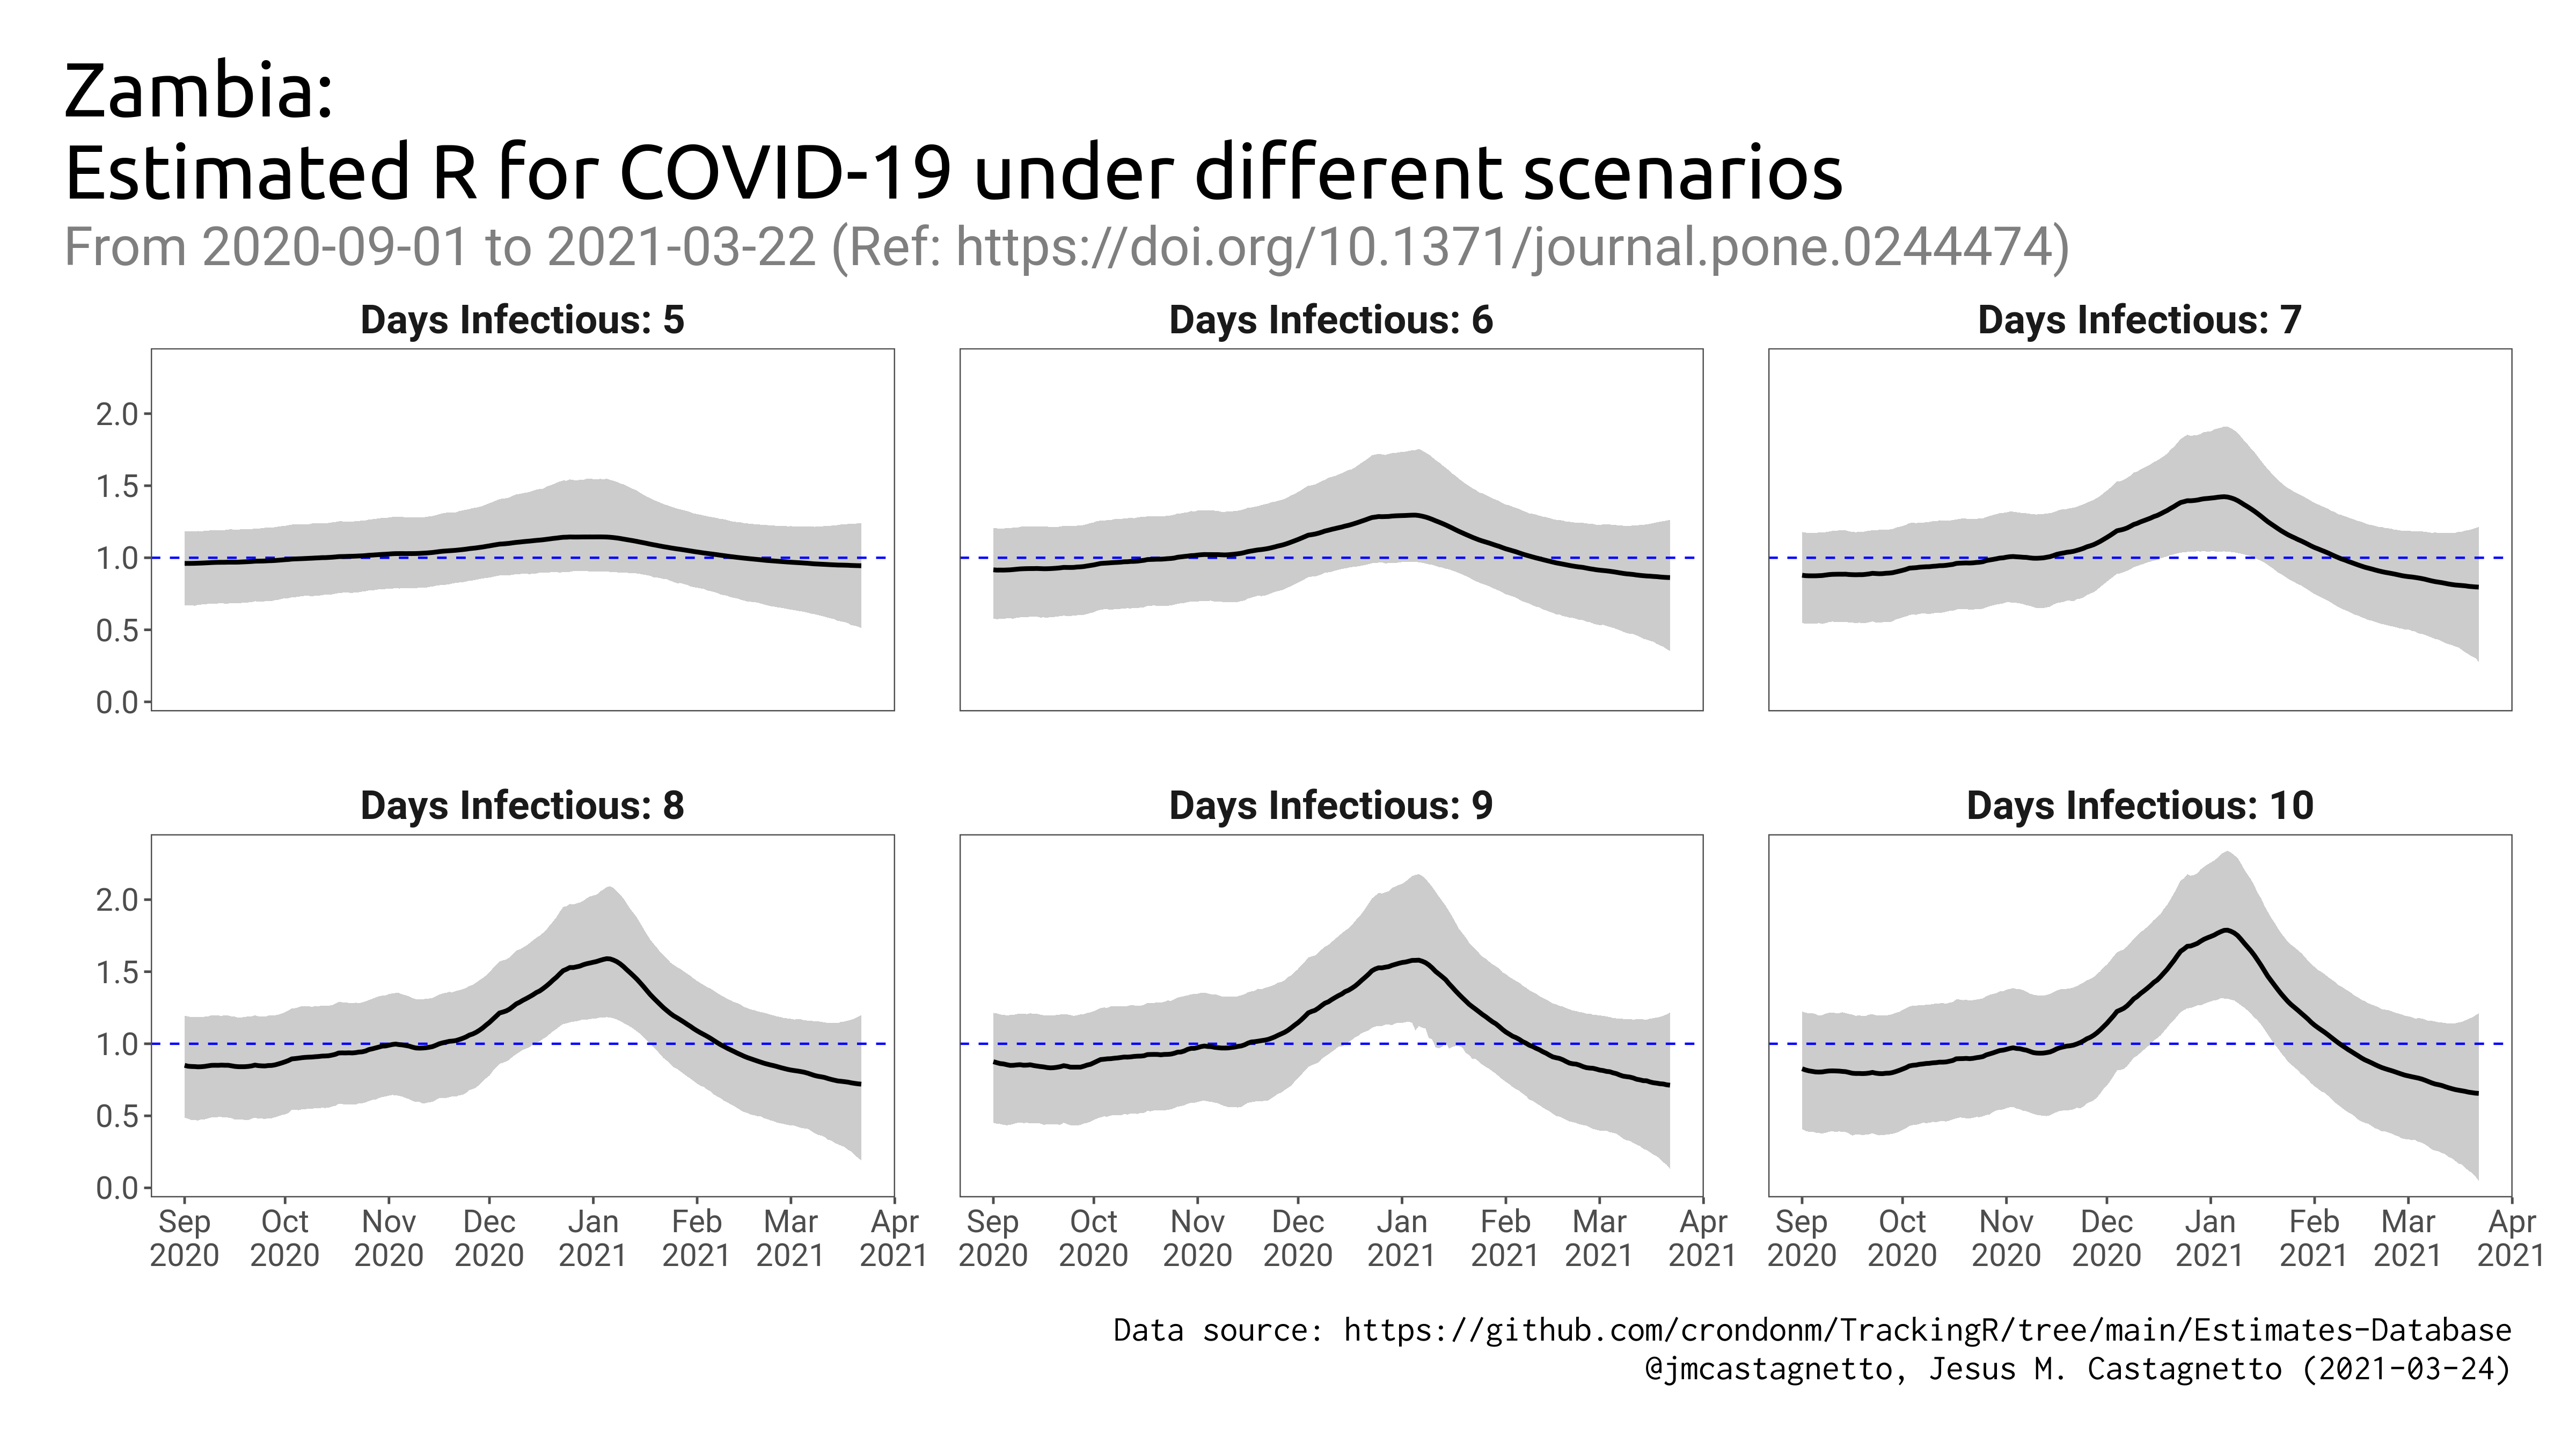 Zambia:
Estimated R for COVID-19 under different scenarios
From 2020-09-01 to 2021-03-22 (Ref: https://doi.org/10.1371/journal.pone.0244474)
Days Infectious: 5
Days Infectious: 6
Days Infectious: 7
2.0
1.5
1.0
0.5
0.0
Days Infectious: 8
Days Infectious: 9
Days Infectious: 10
2.0
1.5
1.0
0.5
0.0
Sep Oct Nov Dec Jan Feb Mar Apr
2020 2020 2020 2020 2021 2021 2021 2021
Sep Oct Nov Dec Jan Feb Mar Apr
2020 2020 2020 2020 2021 2021 2021 2021
Sep Oct Nov Dec Jan Feb Mar Apr
2020 2020 2020 2020 2021 2021 2021 2021
Data source: https://github.com/crondonm/TrackingR/tree/main/Estimates-Database
@jmcastagnetto, Jesus M. Castagnetto (2021-03-24)